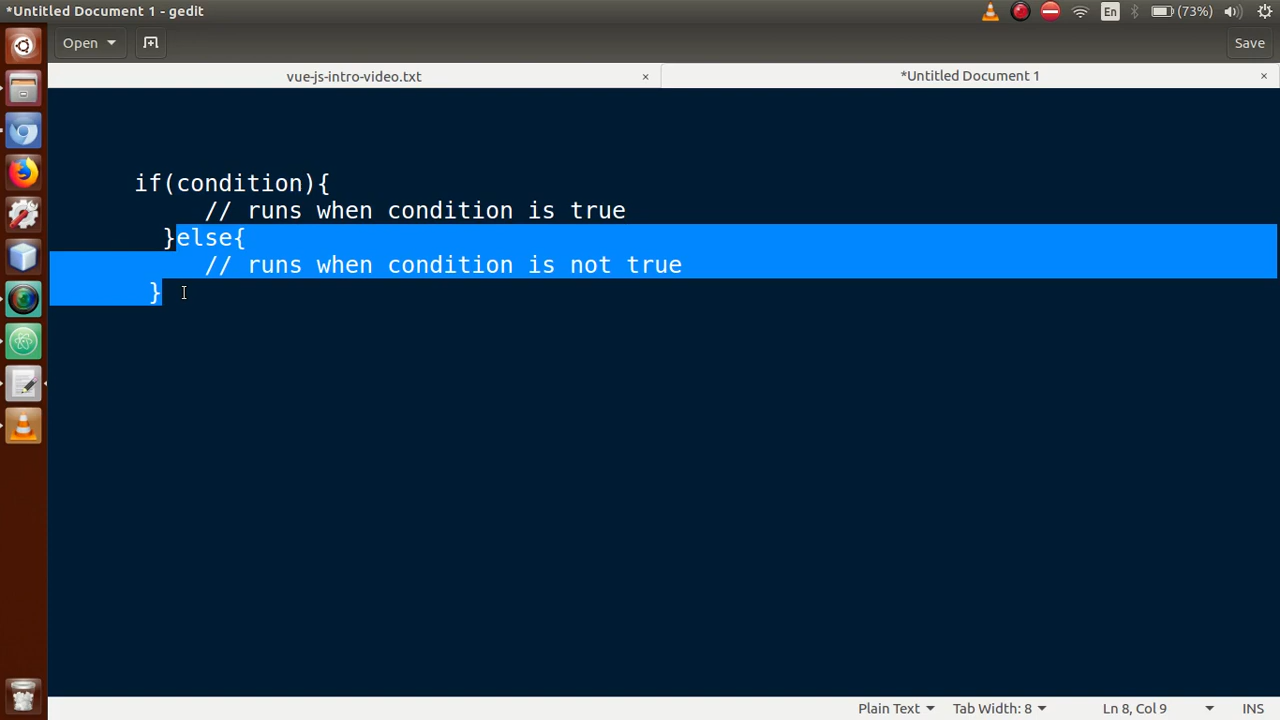 *Untitled Document 1 - gedit
En
(73%)
Open
Save
vue-js-intro-video.txt ×
*Untitled Document 1 ×
if(condition){
// runs when condition is true
}else{
// runs when condition is not true
}
Plain Text
Tab Width: 8
Ln 8, Col 9
INS